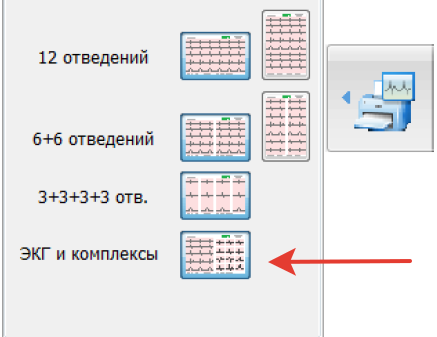 12 отведений
6+6 отведений
3+3+3+3 отв.
ЭКГ и комплексы